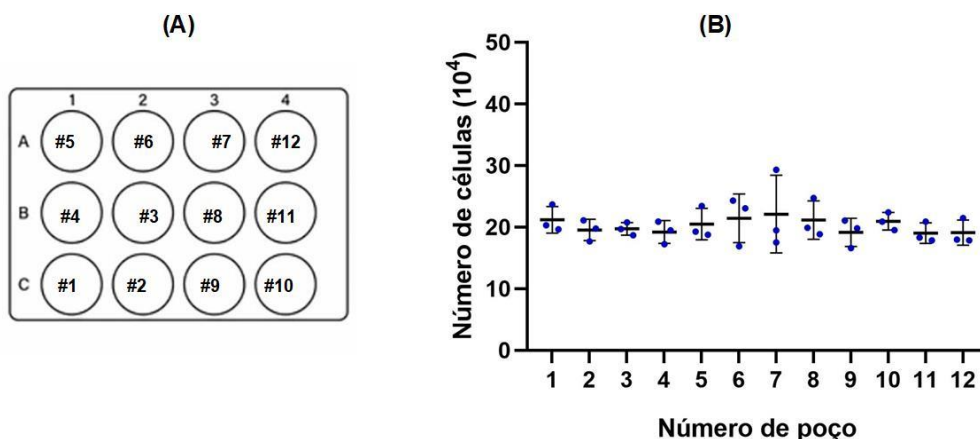 (A)
1 2 3 4
A #5 #6 #7 #12
B #4 #3 #8 #11
C #1 #2 #9 #10
(B)
Número de células (10⁴)
50
40
30
20
10
0
1 2 3 4 5 6 7 8 9 10 11 12
Número de poço